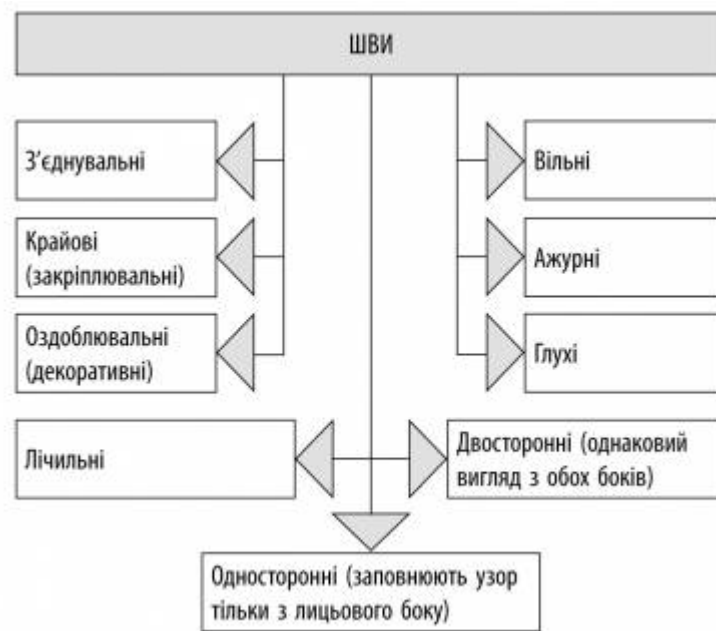 ШВИ
З’єднувальні
Вільні
Крайові
(закріплювальні)
Ажурні
Оздоблювальні
(декоративні)
Глухі
Лічильні
Двосторонні (однаковий
вигляд з обох боків)
Односторонні (заповнюють узор
тільки з лицьового боку)